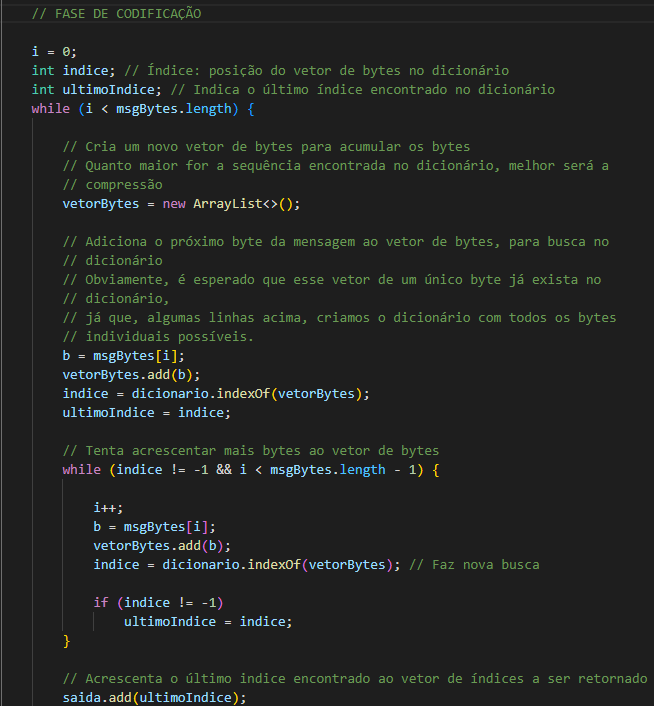 // FASE DE CODIFICAÇÃO
i = 0;
int indice; // Índice: posição do vetor de bytes no dicionário
int ultimoIndice; // Indica o último índice encontrado no dicionário
while (i < msgBytes.length) {
// Cria um novo vetor de bytes para acumular os bytes
// Quanto maior for a sequência encontrada no dicionário, melhor será a
// compressão
vetorBytes = new ArrayList<>();
// Adiciona o próximo byte da mensagem ao vetor de bytes, para busca no
// dicionário
// Obviamente, é esperado que esse vetor de um único byte já exista no
// dicionário,
// já que, algumas linhas acima, criamos o dicionário com todos os bytes
// individuais possíveis.
b = msgBytes[i];
vetorBytes.add(b);
indice = dicionario.indexOf(vetorBytes);
ultimoIndice = indice;
// Tenta acrescentar mais bytes ao vetor de bytes
while (indice != -1 && i < msgBytes.length - 1) {
i++;
b = msgBytes[i];
vetorBytes.add(b);
indice = dicionario.indexOf(vetorBytes); // Faz nova busca
if (indice != -1)
ultimoIndice = indice;
}
// Acrescenta o último indice encontrado ao vetor de índices a ser retornado
saida.add(ultimoIndice);